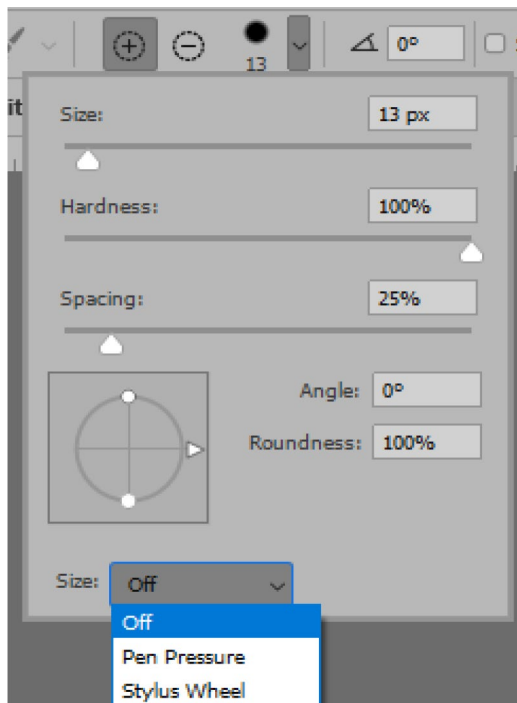 13
0°
it
Size: 13 px
Hardness: 100%
Spacing: 25%
Angle: 0°
Roundness: 100%
Size: Off
Off
Pen Pressure
Stylus Wheel